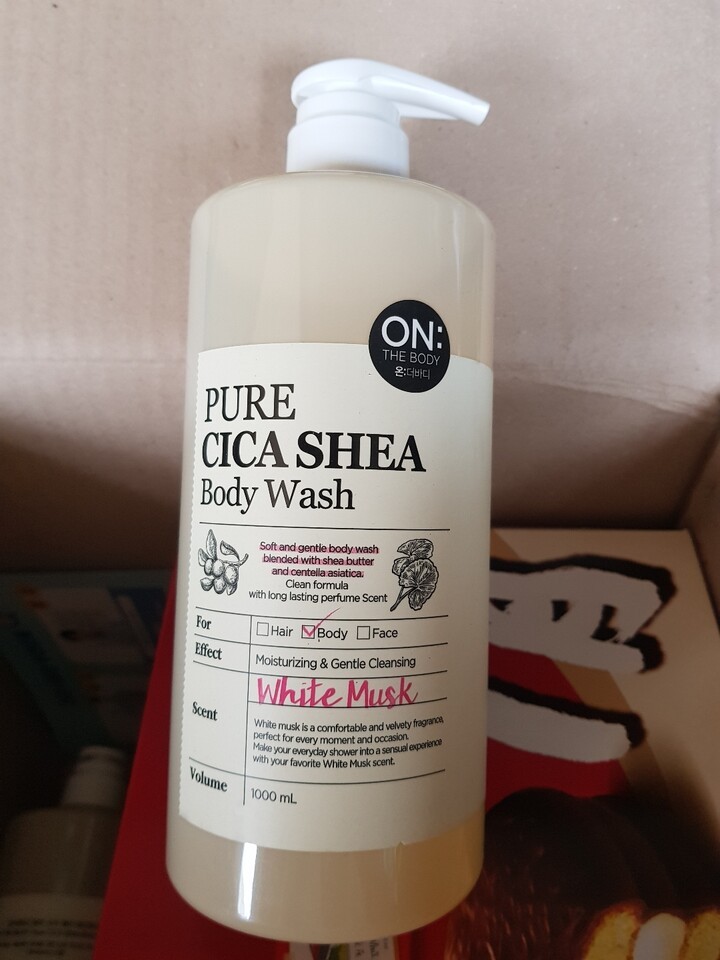 ON:
THE BODY
온:더바디
PURE
CICA SHEA
Body Wash
Soft and gentle body wash
blended with shea butter
and centella asiatica.
Clean formula
with long lasting perfume Scent
For
Hair Body Face
Effect
Moisturizing & Gentle Cleansing
Scent
White Musk
White musk is a comfortable and velvety fragrance,
perfect for every moment and occasion.
Make your everyday shower into a sensual experience
with your favorite White Musk scent.
Volume
1000 mL